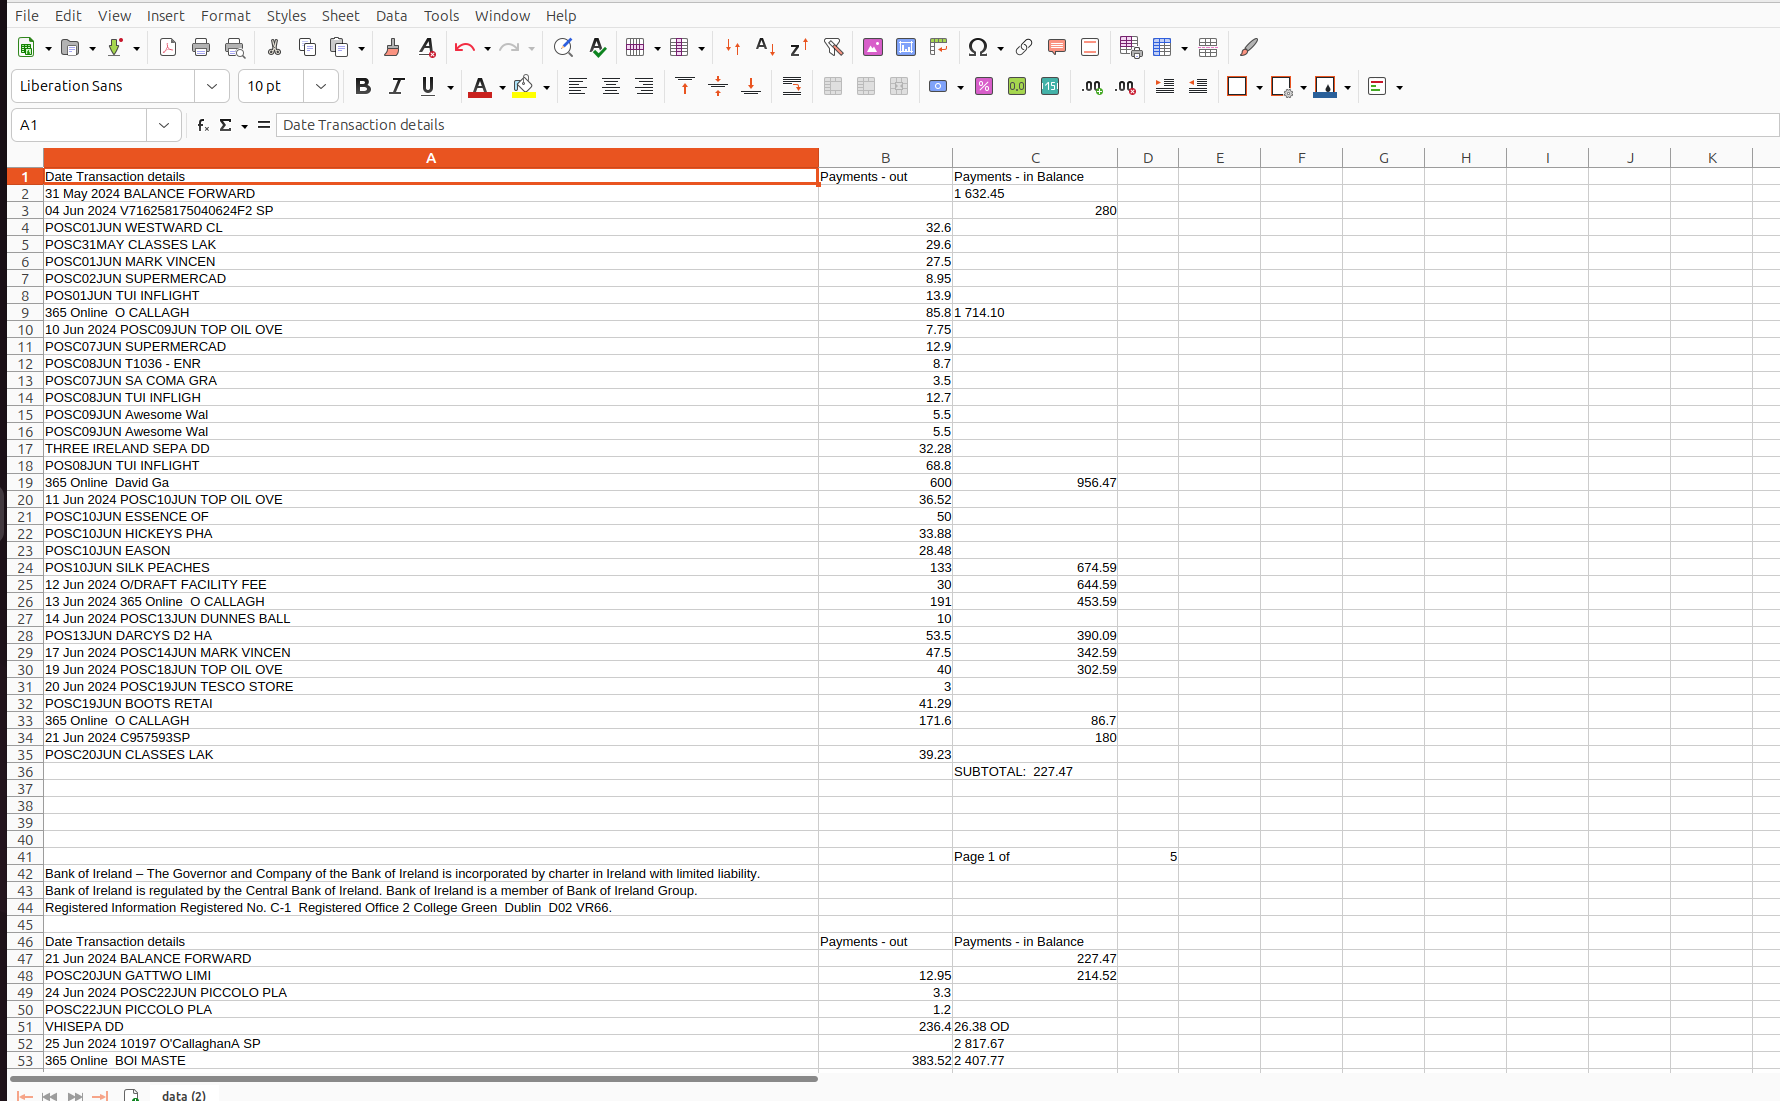 File Edit View Insert Format Styles Sheet Data Tools Window Help
Liberation Sans 10 pt
A1 Date Transaction details
A B C D E F G H I J K
1 Date Transaction details Payments - out Payments - in Balance
2 31 May 2024 BALANCE FORWARD 1 632.45
3 04 Jun 2024 V716258175040624F2 SP 280
4 POSC01JUN WESTWARD CL 32.6
5 POSC31MAY CLASSES LAK 29.6
6 POSC01JUN MARK VINCEN 27.5
7 POSC02JUN SUPERMERCAD 8.95
8 POS01JUN TUI INFLIGHT 13.9
9 365 Online  O CALLAGH 85.8 1 714.10
10 10 Jun 2024 POSC09JUN TOP OIL OVE 7.75
11 POSC07JUN SUPERMERCAD 12.9
12 POSC08JUN T1036 - ENR 8.7
13 POSC07JUN SA COMA GRA 3.5
14 POSC08JUN TUI INFLIGH 12.7
15 POSC09JUN Awesome Wal 5.5
16 POSC09JUN Awesome Wal 5.5
17 THREE IRELAND SEPA DD 32.28
18 POS08JUN TUI INFLIGHT 68.8
19 365 Online  David Ga 600 956.47
20 11 Jun 2024 POSC10JUN TOP OIL OVE 36.52
21 POSC10JUN ESSENCE OF 50
22 POSC10JUN HICKEYS PHA 33.88
23 POSC10JUN EASON 28.48
24 POS10JUN SILK PEACHES 133 674.59
25 12 Jun 2024 O/DRAFT FACILITY FEE 30 644.59
26 13 Jun 2024 365 Online  O CALLAGH 191 453.59
27 14 Jun 2024 POSC13JUN DUNNES BALL 10
28 POS13JUN DARCYS D2 HA 53.5 390.09
29 17 Jun 2024 POSC14JUN MARK VINCEN 47.5 342.59
30 19 Jun 2024 POSC18JUN TOP OIL OVE 40 302.59
31 20 Jun 2024 POSC19JUN TESCO STORE 3
32 POSC19JUN BOOTS RETAI 41.29
33 365 Online  O CALLAGH 171.6 86.7
34 21 Jun 2024 C957593SP 180
35 POSC20JUN CLASSES LAK 39.23
36 SUBTOTAL:  227.47
37
38
39
40
41 Page 1 of 5
42 Bank of Ireland – The Governor and Company of the Bank of Ireland is incorporated by charter in Ireland with limited liability.
43 Bank of Ireland is regulated by the Central Bank of Ireland. Bank of Ireland is a member of Bank of Ireland Group.
44 Registered Information Registered No. C-1  Registered Office 2 College Green  Dublin  D02 VR66.
45
46 Date Transaction details Payments - out Payments - in Balance
47 21 Jun 2024 BALANCE FORWARD 227.47
48 POSC20JUN GATTWO LIMI 12.95 214.52
49 24 Jun 2024 POSC22JUN PICCOLO PLA 3.3
50 POSC22JUN PICCOLO PLA 1.2
51 VHISEPA DD 236.4 26.38 OD
52 25 Jun 2024 10197 O'CallaghanA SP 2 817.67
53 365 Online  BOI MASTE 383.52 2 407.77
data (2)